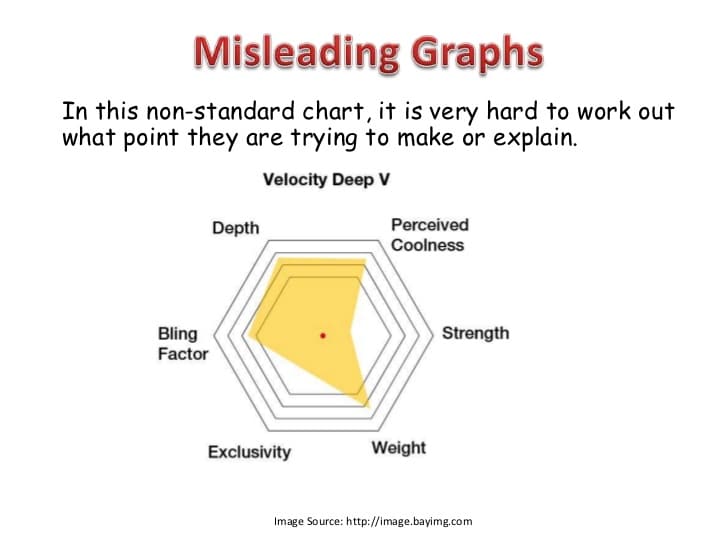 Misleading Graphs
In this non-standard chart, it is very hard to work out
what point they are trying to make or explain.
Velocity Deep V
Depth
Perceived
Coolness
Bling
Factor
Strength
Exclusivity
Weight
Image Source: http://image.bayimg.com